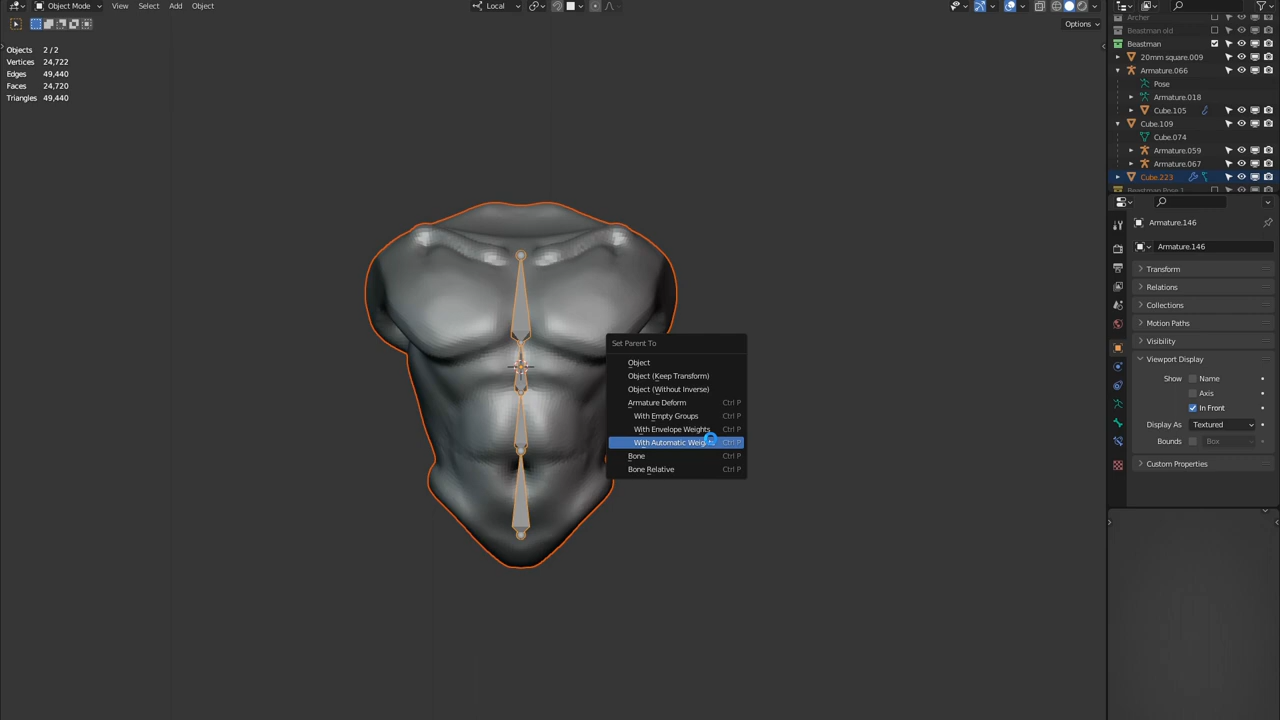 Object Mode View Select Add Object Local
Options
Objects 2 / 2
Vertices 24,722
Edges 49,440
Faces 24,720
Triangles 49,440
Set Parent To
Object
Object (Keep Transform)
Object (Without Inverse)
Armature Deform Ctrl P
With Empty Groups Ctrl P
With Envelope Weights Ctrl P
With Automatic Ctrl P
Bone
Bone Relative
Archer
Beastman old
Beastman
20mm square.009
Armature.066
Pose
Armature.018
Cube.105
Cube.109
Cube.074
Armature.059
Armature.067
Cube.223
Beastman Pose 1
Armature.146
Armature.146
Transform
Relations
Collections
Motion Paths
Visibility
Viewport Display
Show Name
Axis
In Front
Display As Textured
Bounds Box
Custom Properties